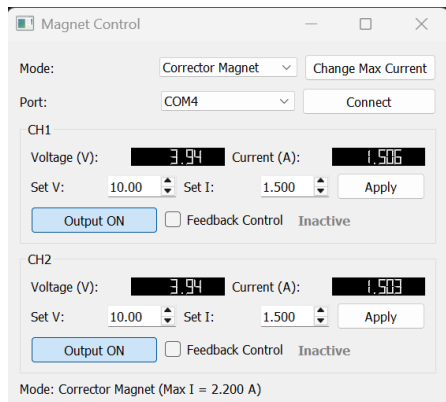 Magnet Control
Mode: Corrector Magnet Change Max Current
Port: COM4 Connect
CH1
Voltage (V): 3.94 Current (A): 1.506
Set V: 10.00 Set I: 1.500 Apply
Output ON Feedback Control Inactive
CH2
Voltage (V): 3.94 Current (A): 1.503
Set V: 10.00 Set I: 1.500 Apply
Output ON Feedback Control Inactive
Mode: Corrector Magnet (Max I = 2.200 A)